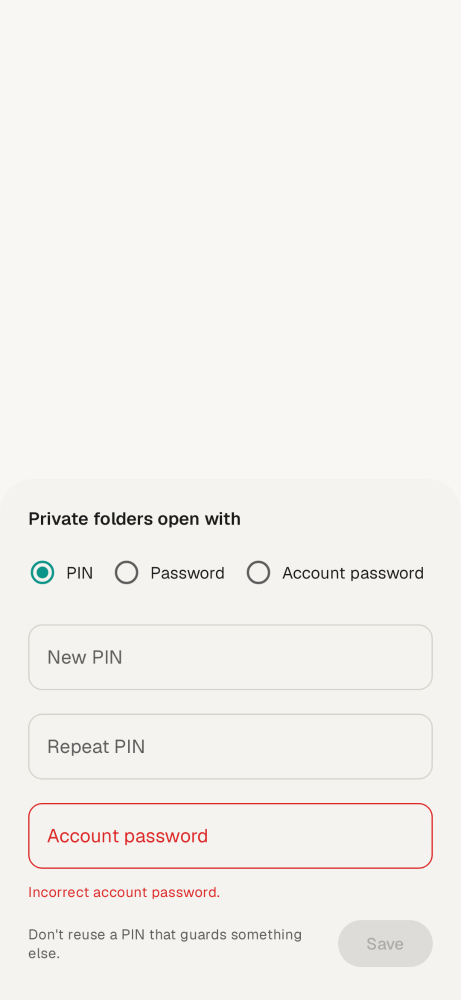 Private folders open with
PIN Password Account password
New PIN
Repeat PIN
Account password
Incorrect account password.
Don't reuse a PIN that guards something
else.
Save